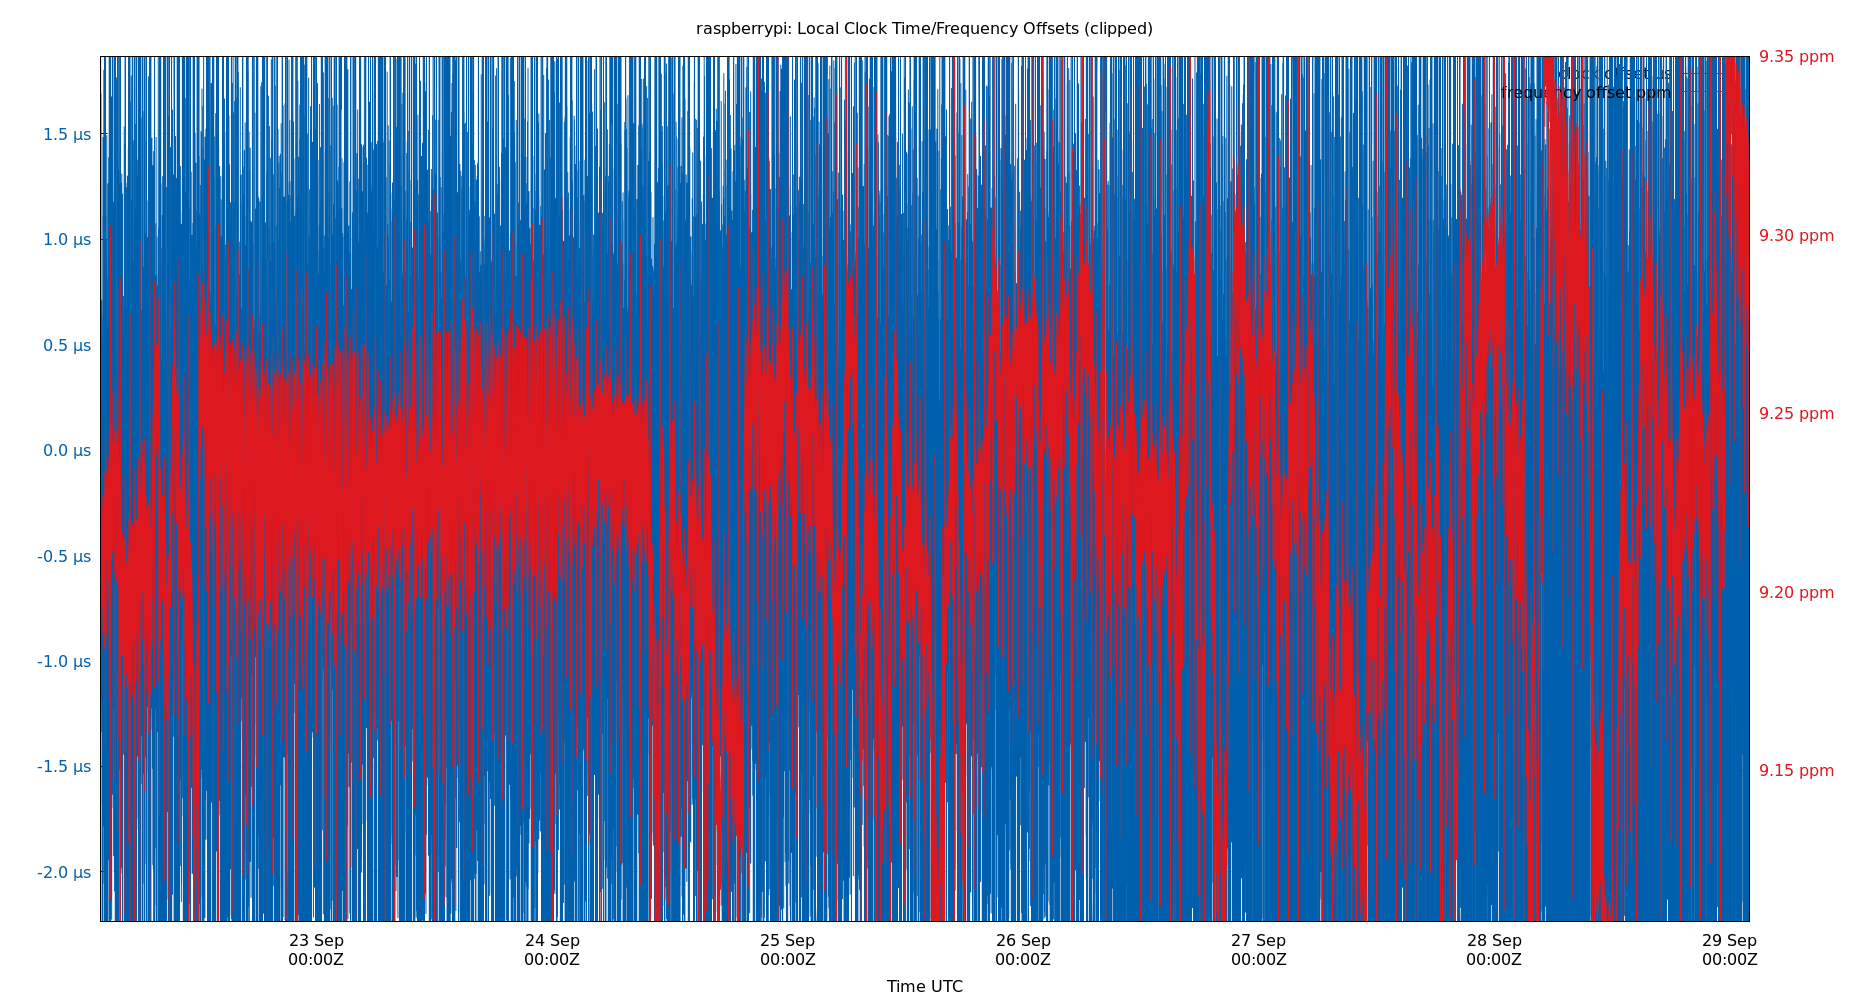 raspberrypi: Local Clock Time/Frequency Offsets (clipped)
9.35 ppm
clock offset µs
frequency offset ppm
1.5 µs
1.0 µs
9.30 ppm
0.5 µs
9.25 ppm
0.0 µs
-0.5 µs
9.20 ppm
-1.0 µs
-1.5 µs
9.15 ppm
-2.0 µs
23 Sep 24 Sep 25 Sep 26 Sep 27 Sep 28 Sep 29 Sep
00:00Z 00:00Z 00:00Z 00:00Z 00:00Z 00:00Z 00:00Z
Time UTC